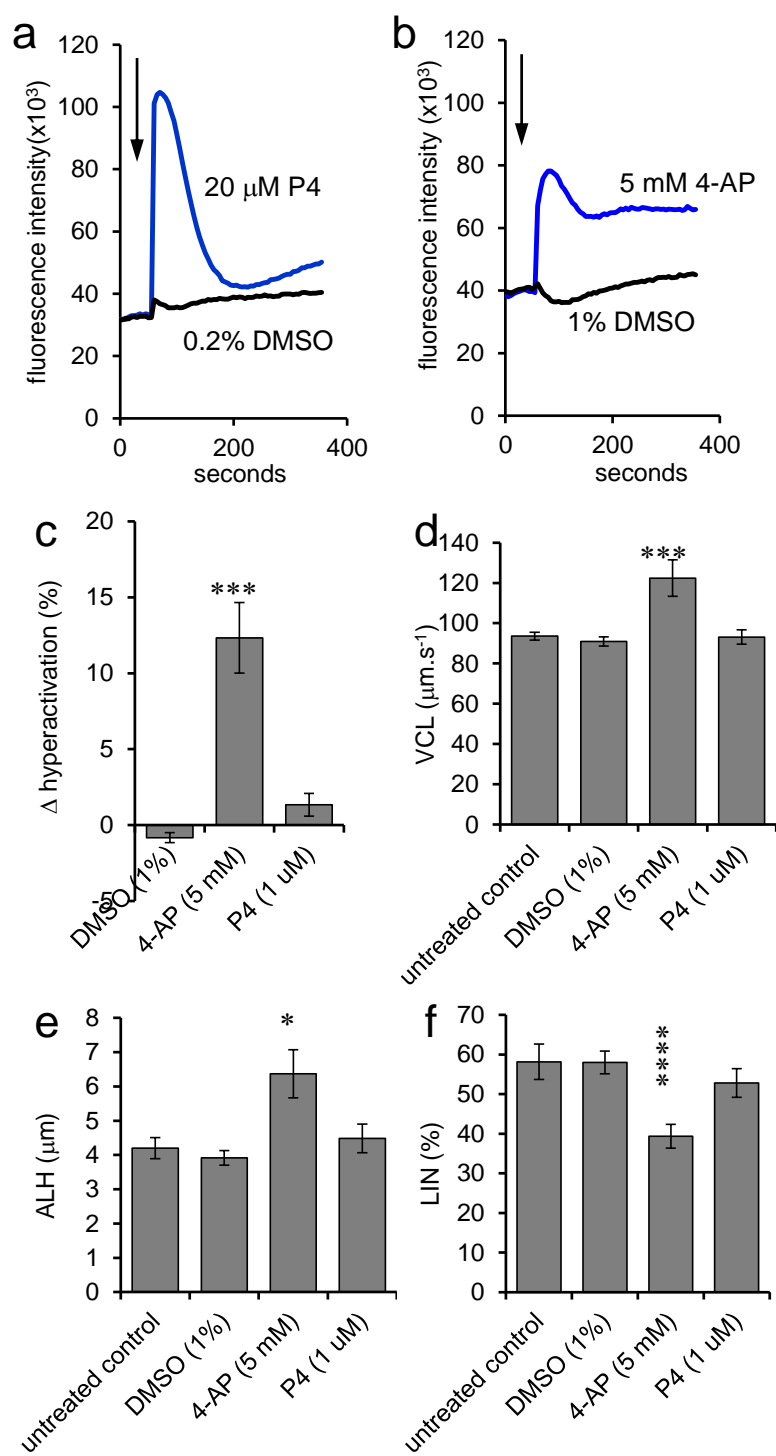 a
120
100
80
60
40
20
0
fluorescence intensity(x10³)
20 μM P4
0.2% DMSO
0
200
400
seconds
b
120
100
80
60
40
20
0
fluorescence intensity (x10³)
5 mM 4-AP
1% DMSO
0
200
400
seconds
c
20
15
10
5
0
-5
Δ hyperactivation (%)
***
DMSO (1%)
4-AP (5 mM)
P4 (1 uM)
d
140
120
100
80
60
40
20
0
VCL (μm.s⁻¹)
***
untreated control
DMSO (1%)
4-AP (5 mM)
P4 (1 uM)
e
8
7
6
5
4
3
2
1
0
ALH (μm)
*
untreated control
DMSO (1%)
4-AP (5 mM)
P4 (1 uM)
f
70
60
50
40
30
20
10
0
LIN (%)
****
untreated control
DMSO (1%)
4-AP (5 mM)
P4 (1 uM)